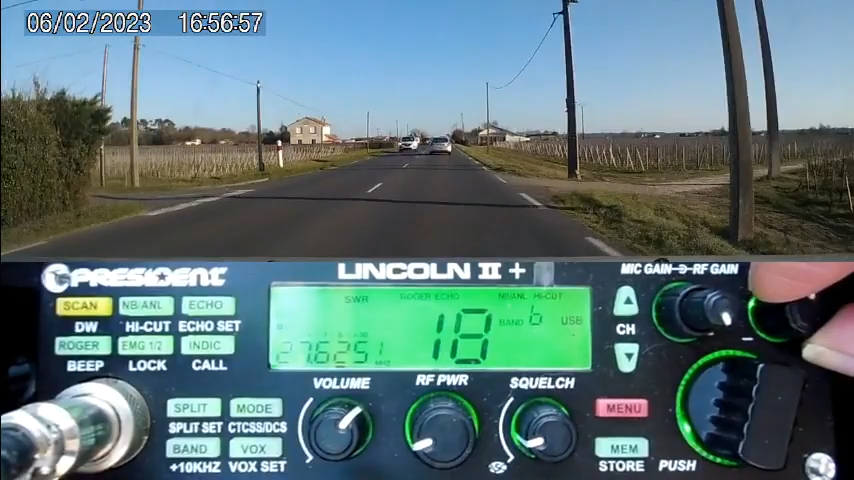 06/02/2023 16:56:57
PRESIDENT LINCOLN II + MIC GAIN RF GAIN
SCAN NB/ANL ECHO
DW HI-CUT ECHO SET
ROGER EMG 1/2 INDIC
BEEP LOCK CALL
SWR ROGER ECHO NB/ANL HI-CUT
18 BAND b USB
27.6251
CH
VOLUME RF PWR SQUELCH
SPLIT MODE
SPLIT SET CTCSS/DCS
SPLIT VOX
+10KHZ VOX SET
MENU
MEM
STORE PUSH